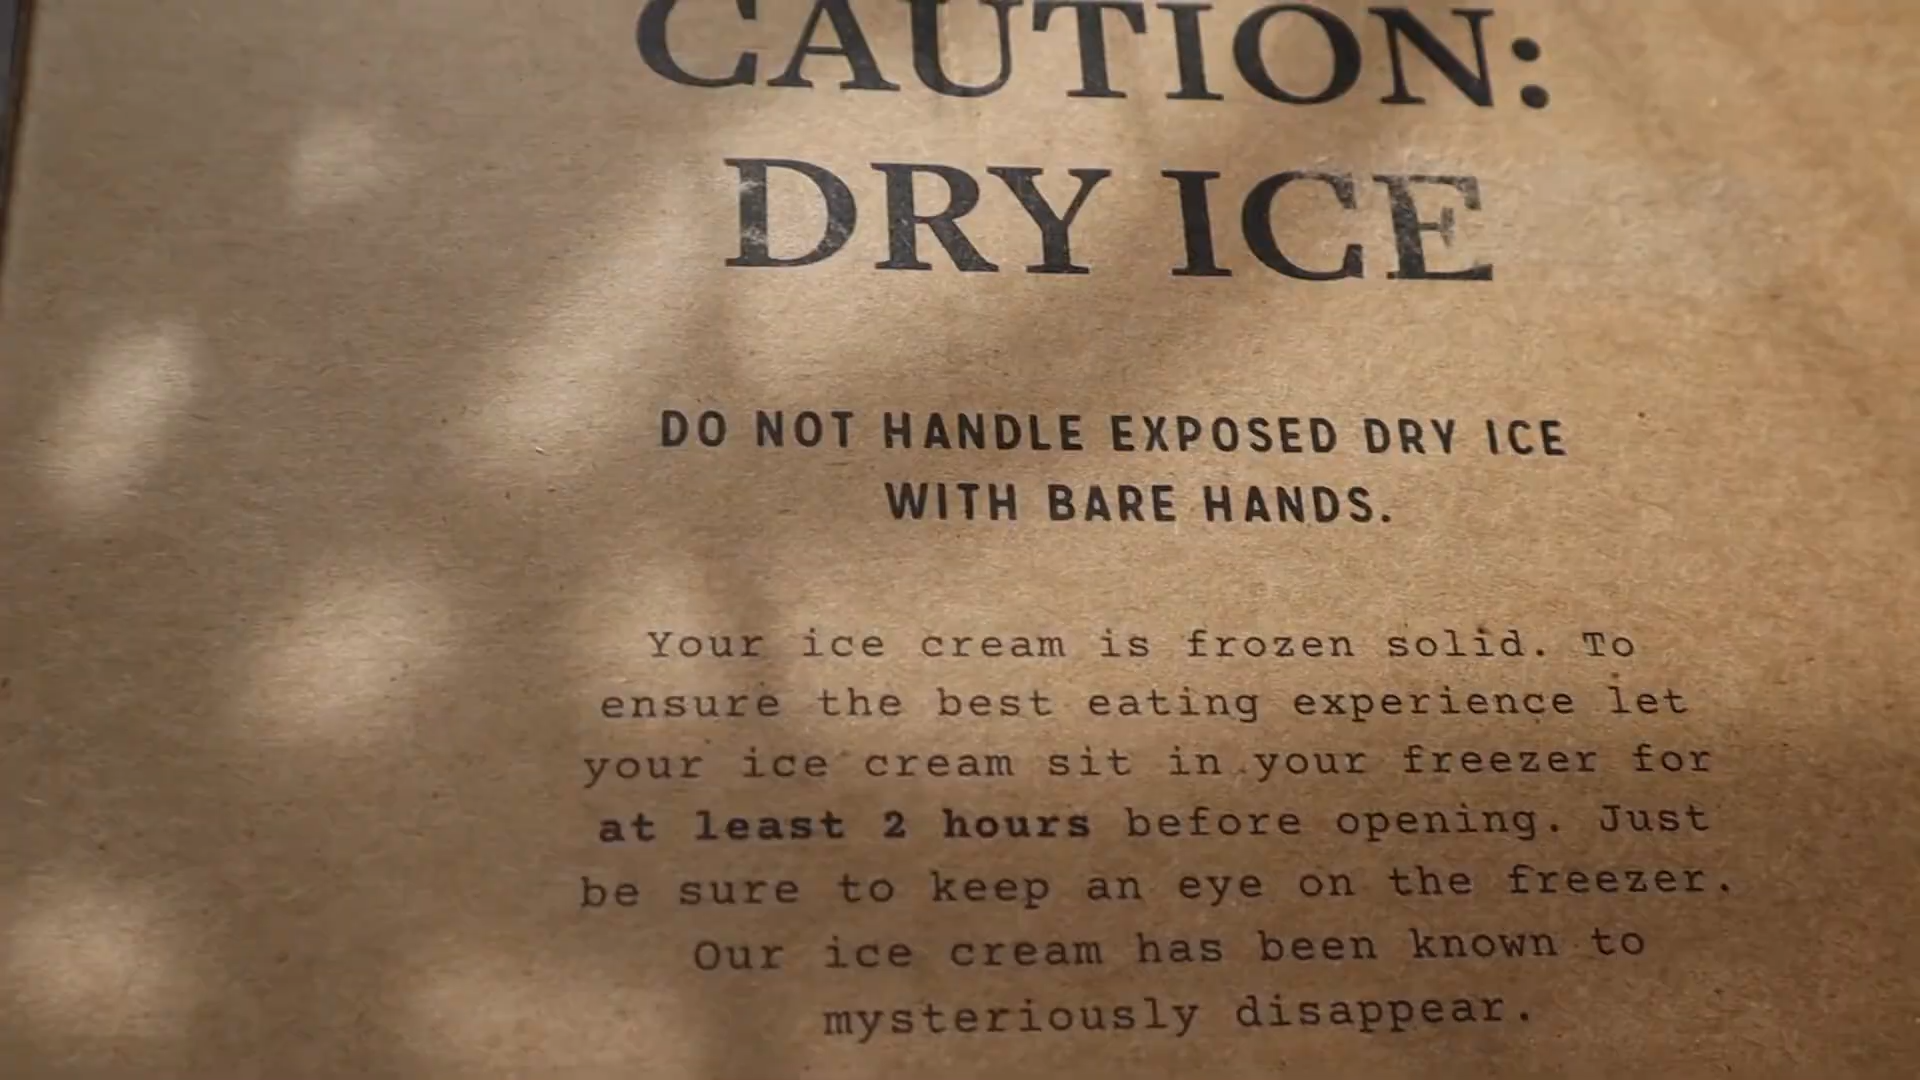 CAUTION:
DRY ICE
DO NOT HANDLE EXPOSED DRY ICE
WITH BARE HANDS.
Your ice cream is frozen solid. To
ensure the best eating experience let
your ice cream sit in your freezer for
at least 2 hours before opening. Just
be sure to keep an eye on the freezer.
Our ice cream has been known to
mysteriously disappear.